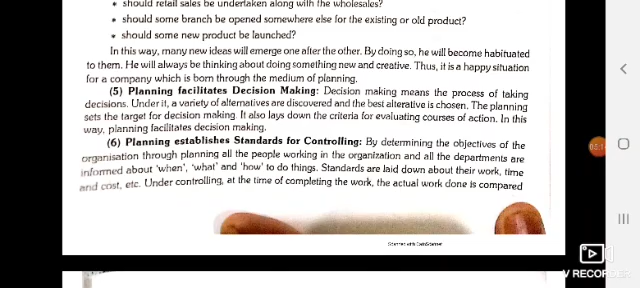 • should retail sales be undertaken along with the wholesales?
• should some branch be opened somewhere else for the existing or old product?
• should some new product be launched?
In this way, many new ideas will emerge one after the other. By doing so, he will become habituated
to them. He will always be thinking about doing something new and creative. Thus, it is a happy situation
for a company which is born through the medium of planning.
(5) Planning facilitates Decision Making: Decision making means the process of taking
decisions. Under it, a variety of alternatives are discovered and the best alterative is chosen. The planning
sets the target for decision making. It also lays down the criteria for evaluating courses of action. In this
way, planning facilitates decision making.
(6) Planning establishes Standards for Controlling: By determining the objectives of the
organisation through planning all the people working in the organization and all the departments are
informed about 'when', 'what' and 'how' to do things. Standards are laid down about their work, time
and cost, etc. Under controlling, at the time of completing the work, the actual work done is compared
Scanned with CamScanner
V RECORDER